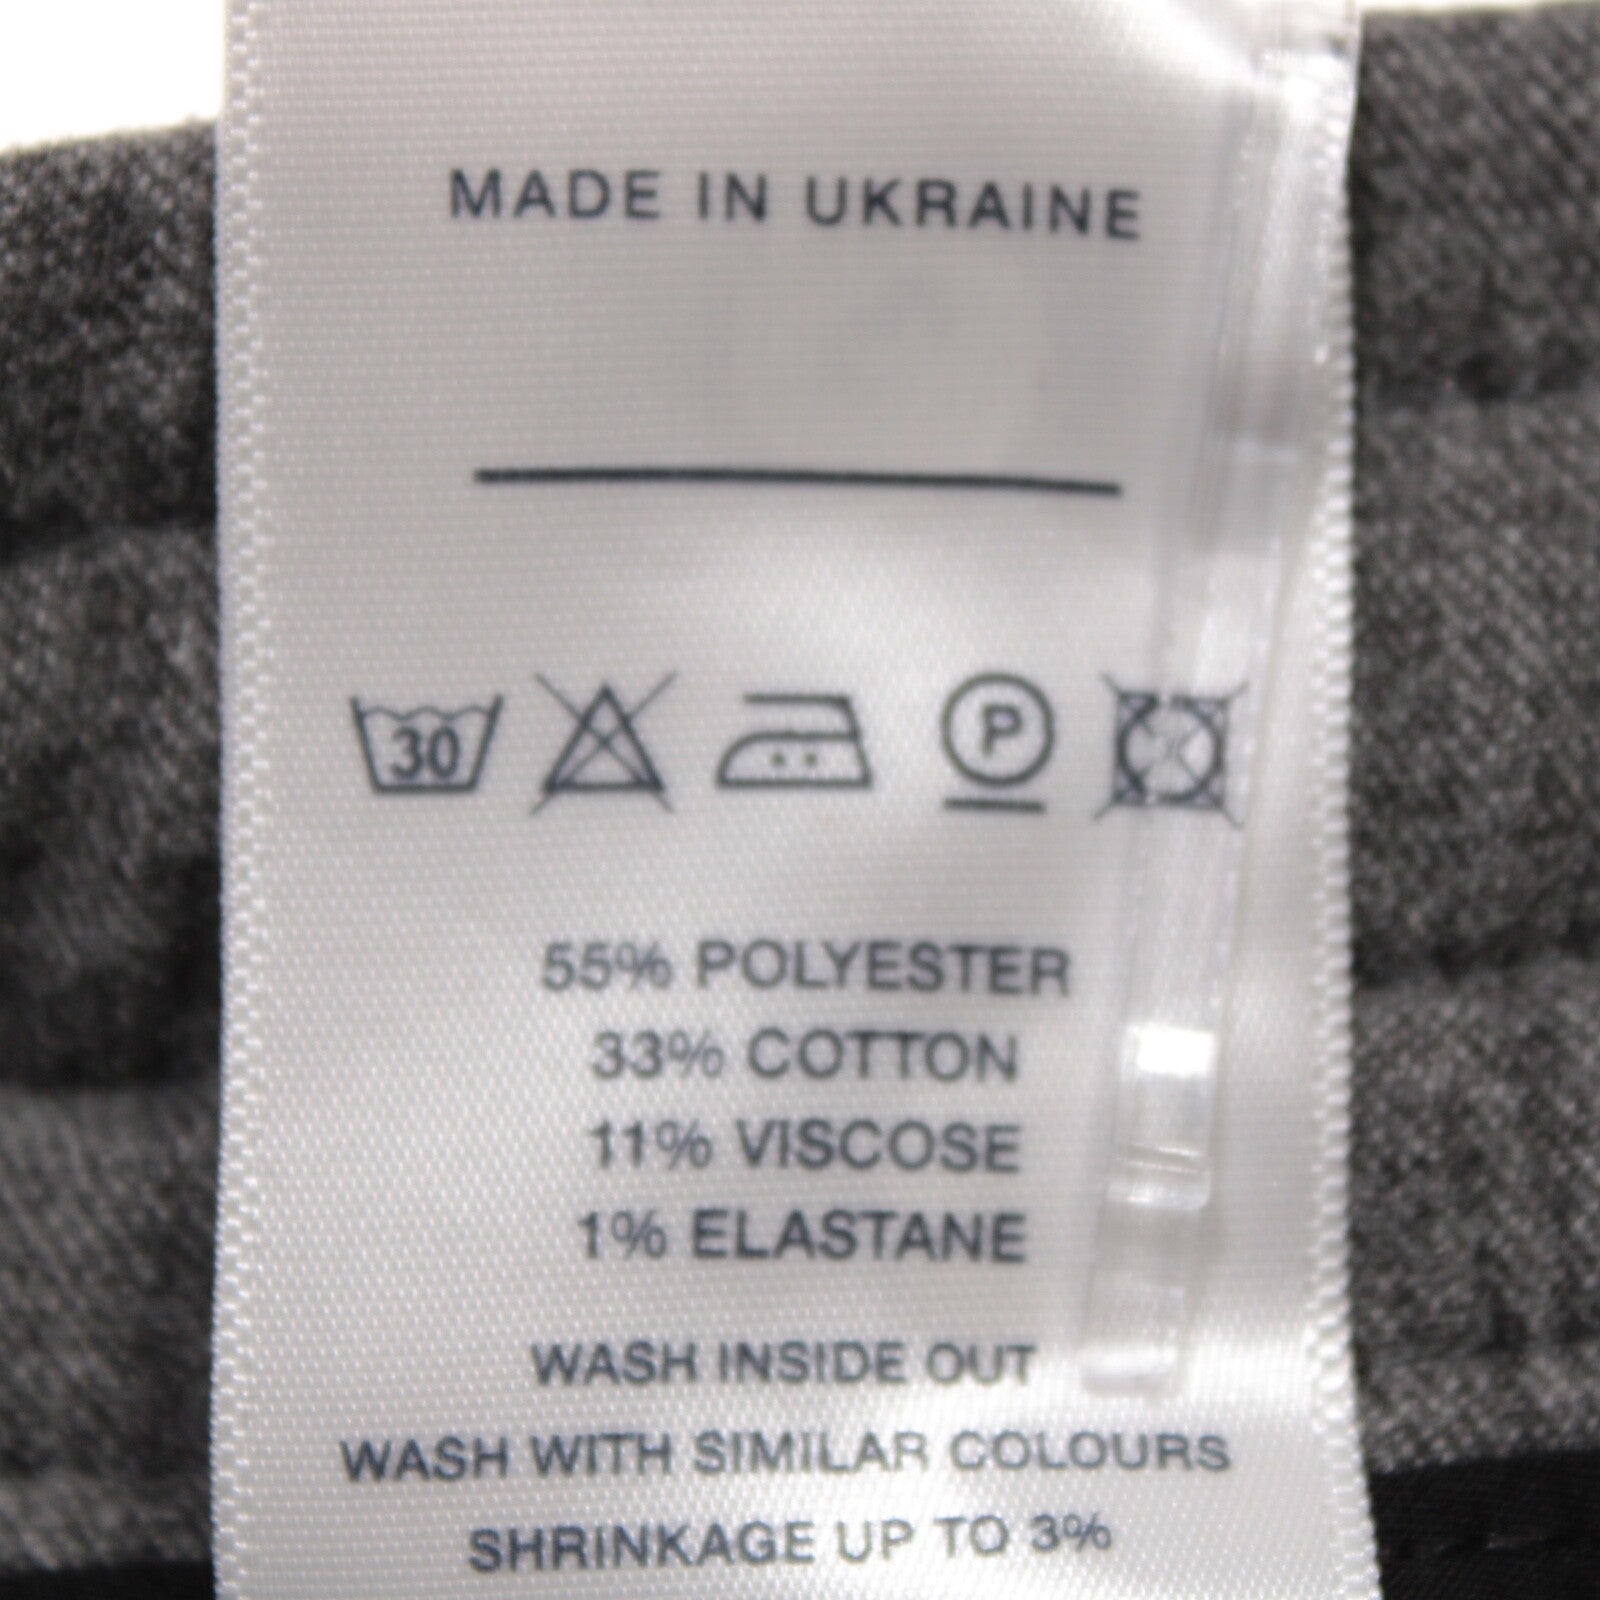 MADE IN UKRAINE
30 P
55% POLYESTER
33% COTTON
11% VISCOSE
1% ELASTANE
WASH INSIDE OUT
WASH WITH SIMILAR COLOURS
SHRINKAGE UP TO 3%